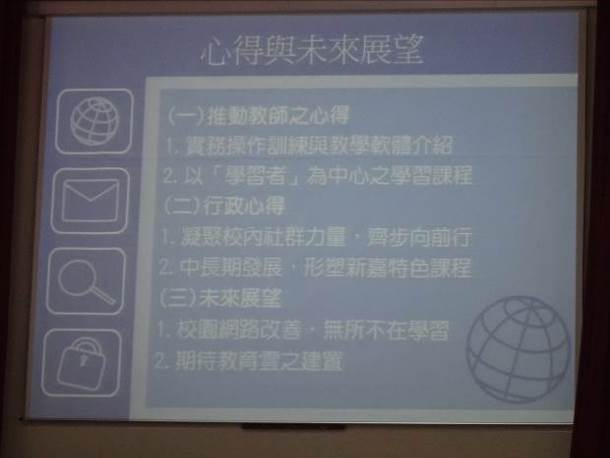 心得與未來展望
(一)推動教師之心得
1. 實務操作訓練與教學軟體介紹
2. 以「學習者」為中心之學習課程
(二)行政心得
1. 凝聚校內社群力量，齊步向前行
2. 中長期發展，形塑新嘉特色課程
(三)未來展望
1. 校園網路改善，無所不在學習
2. 期待教育雲之建置